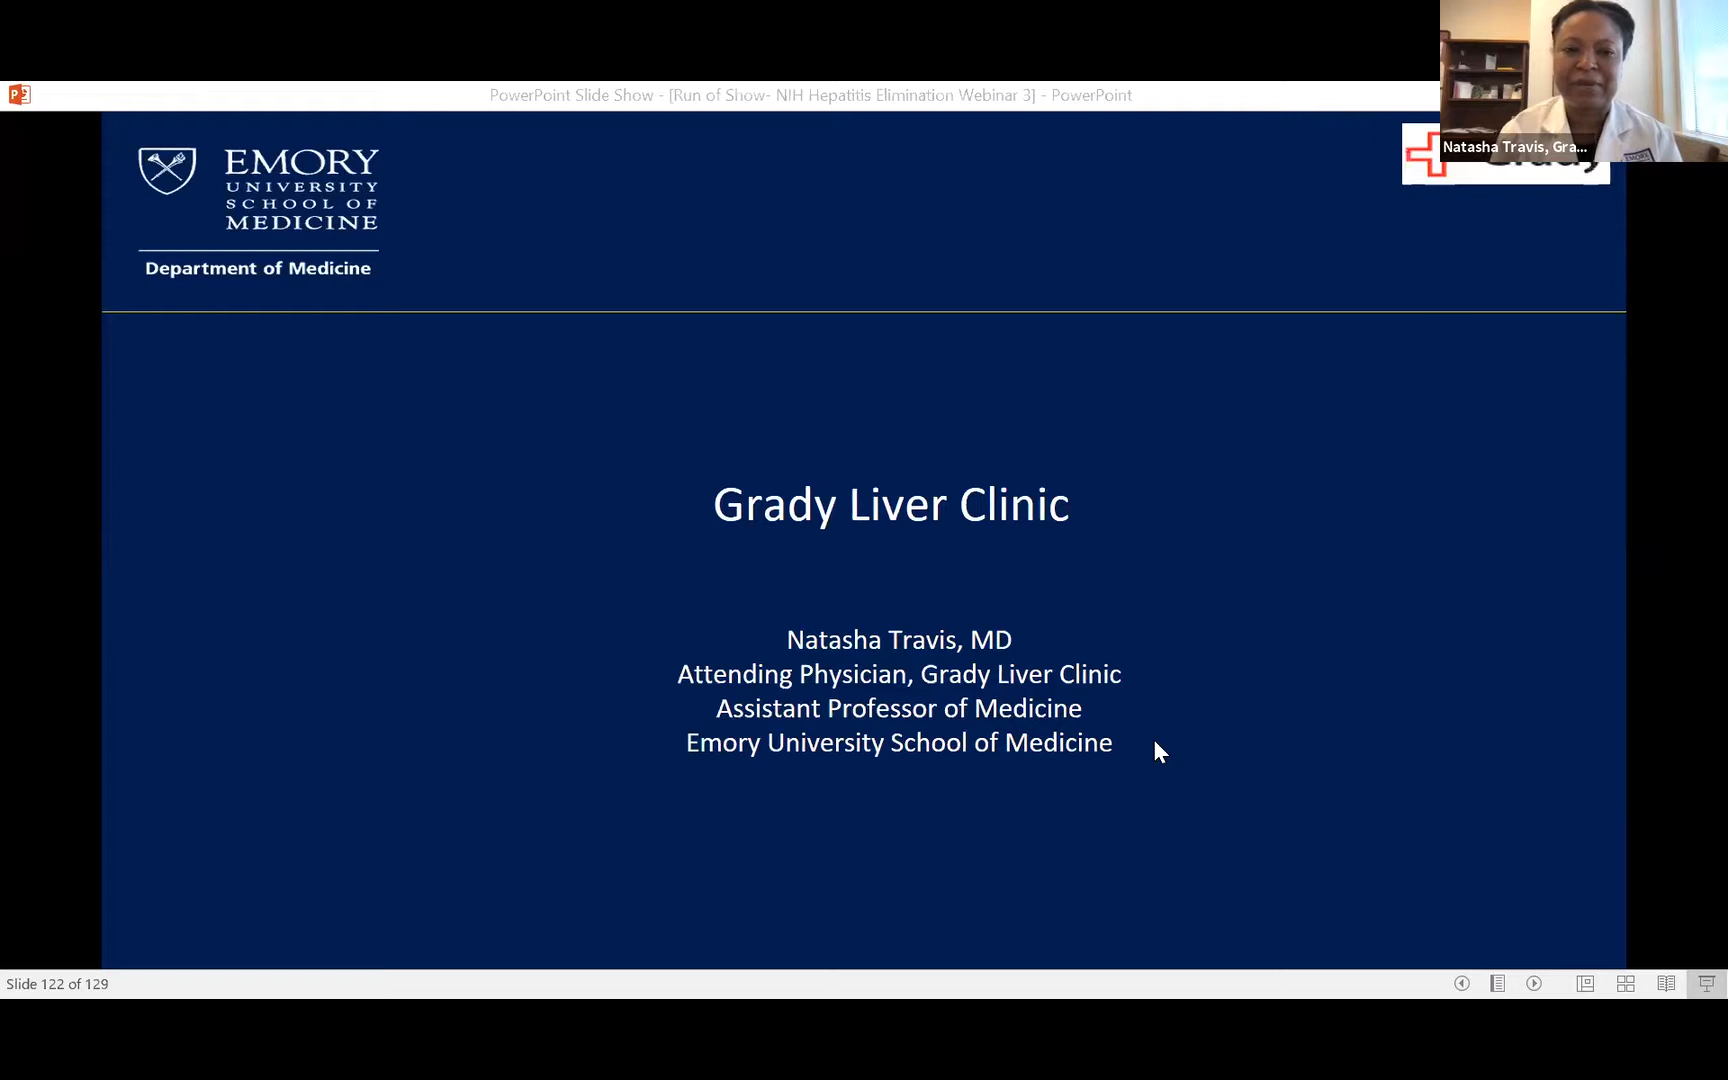 PowerPoint Slide Show - [Run of Show- NIH Hepatitis Elimination Webinar 3] - PowerPoint
Natasha Travis, Gra...
EMORY
UNIVERSITY
SCHOOL OF
MEDICINE
Department of Medicine
Grady
Grady Liver Clinic
Natasha Travis, MD
Attending Physician, Grady Liver Clinic
Assistant Professor of Medicine
Emory University School of Medicine
Slide 122 of 129